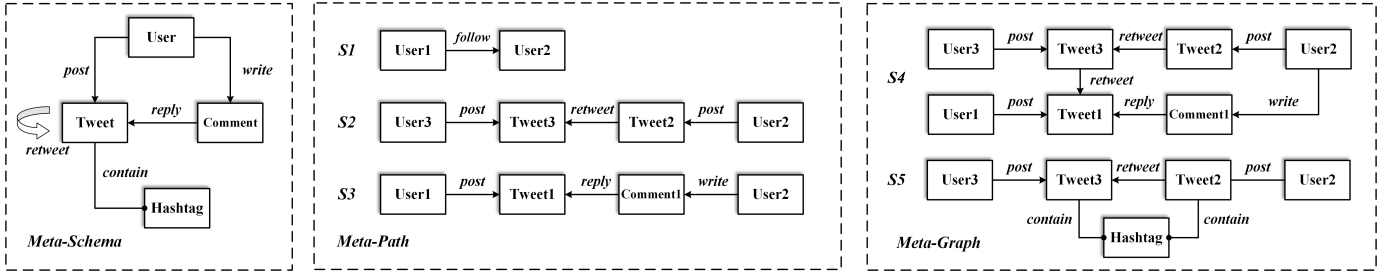 User
post
write
Tweet
reply
Comment
retweet
contain
Hashtag
Meta-Schema
S1
User1
follow
User2
S2
User3
post
Tweet3
retweet
Tweet2
post
User2
S3
User1
post
Tweet1
reply
Comment1
write
User2
Meta-Path
S4
User3
post
Tweet3
retweet
Tweet2
post
User2
retweet
User1
post
Tweet1
reply
Comment1
write
S5
User3
post
Tweet3
retweet
Tweet2
post
User2
contain
Hashtag
contain
Meta-Graph